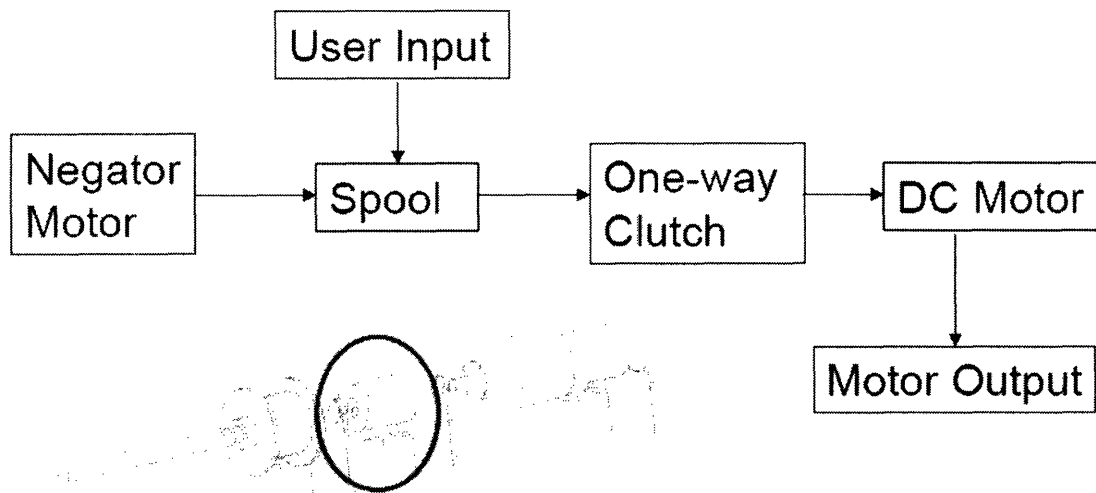 User Input
Negator
Motor
Spool
One-way
Clutch
DC Motor
Motor Output